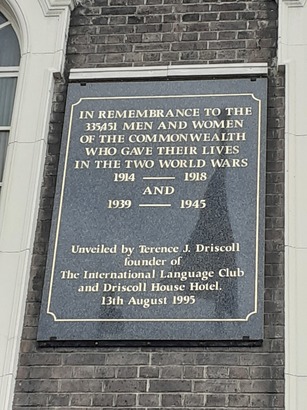 IN REMEMBRANCE TO THE
335,451 MEN AND WOMEN
OF THE COMMONWEALTH
WHO GAVE THEIR LIVES
IN THE TWO WORLD WARS
1914 —— 1918
AND
1939 —— 1945
Unveiled by Terence J. Driscoll
founder of
The International Language Club
and Driscoll House Hotel.
13th August 1995